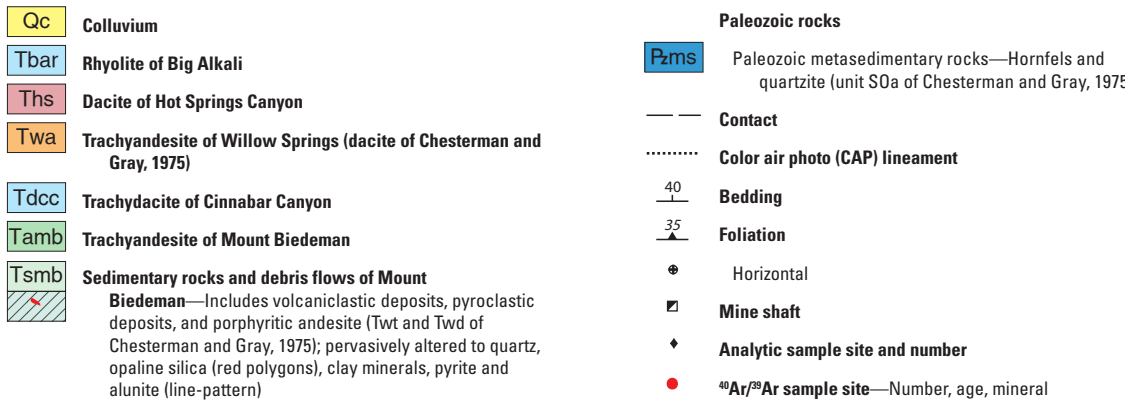 Qc Colluvium
Tbar Rhyolite of Big Alkali
Ths Dacite of Hot Springs Canyon
Twa Trachyandesite of Willow Springs (dacite of Chesterman and
Gray, 1975)
Tdcc Trachydacite of Cinnabar Canyon
Tamb Trachyandesite of Mount Biedeman
Tsmb Sedimentary rocks and debris flows of Mount
Biedeman—Includes volcaniclastic deposits, pyroclastic
deposits, and porphyritic andesite (Twt and Twd of
Chesterman and Gray, 1975); pervasively altered to quartz,
opaline silica (red polygons), clay minerals, pyrite and
alunite (line-pattern)
Paleozoic rocks
Pzms Paleozoic metasedimentary rocks—Hornfels and
quartzite (unit SOa of Chesterman and Gray, 1975
Contact
Color air photo (CAP) lineament
40 Bedding
35 Foliation
Horizontal
Mine shaft
Analytic sample site and number
⁴⁰Ar/³⁹Ar sample site—Number, age, mineral